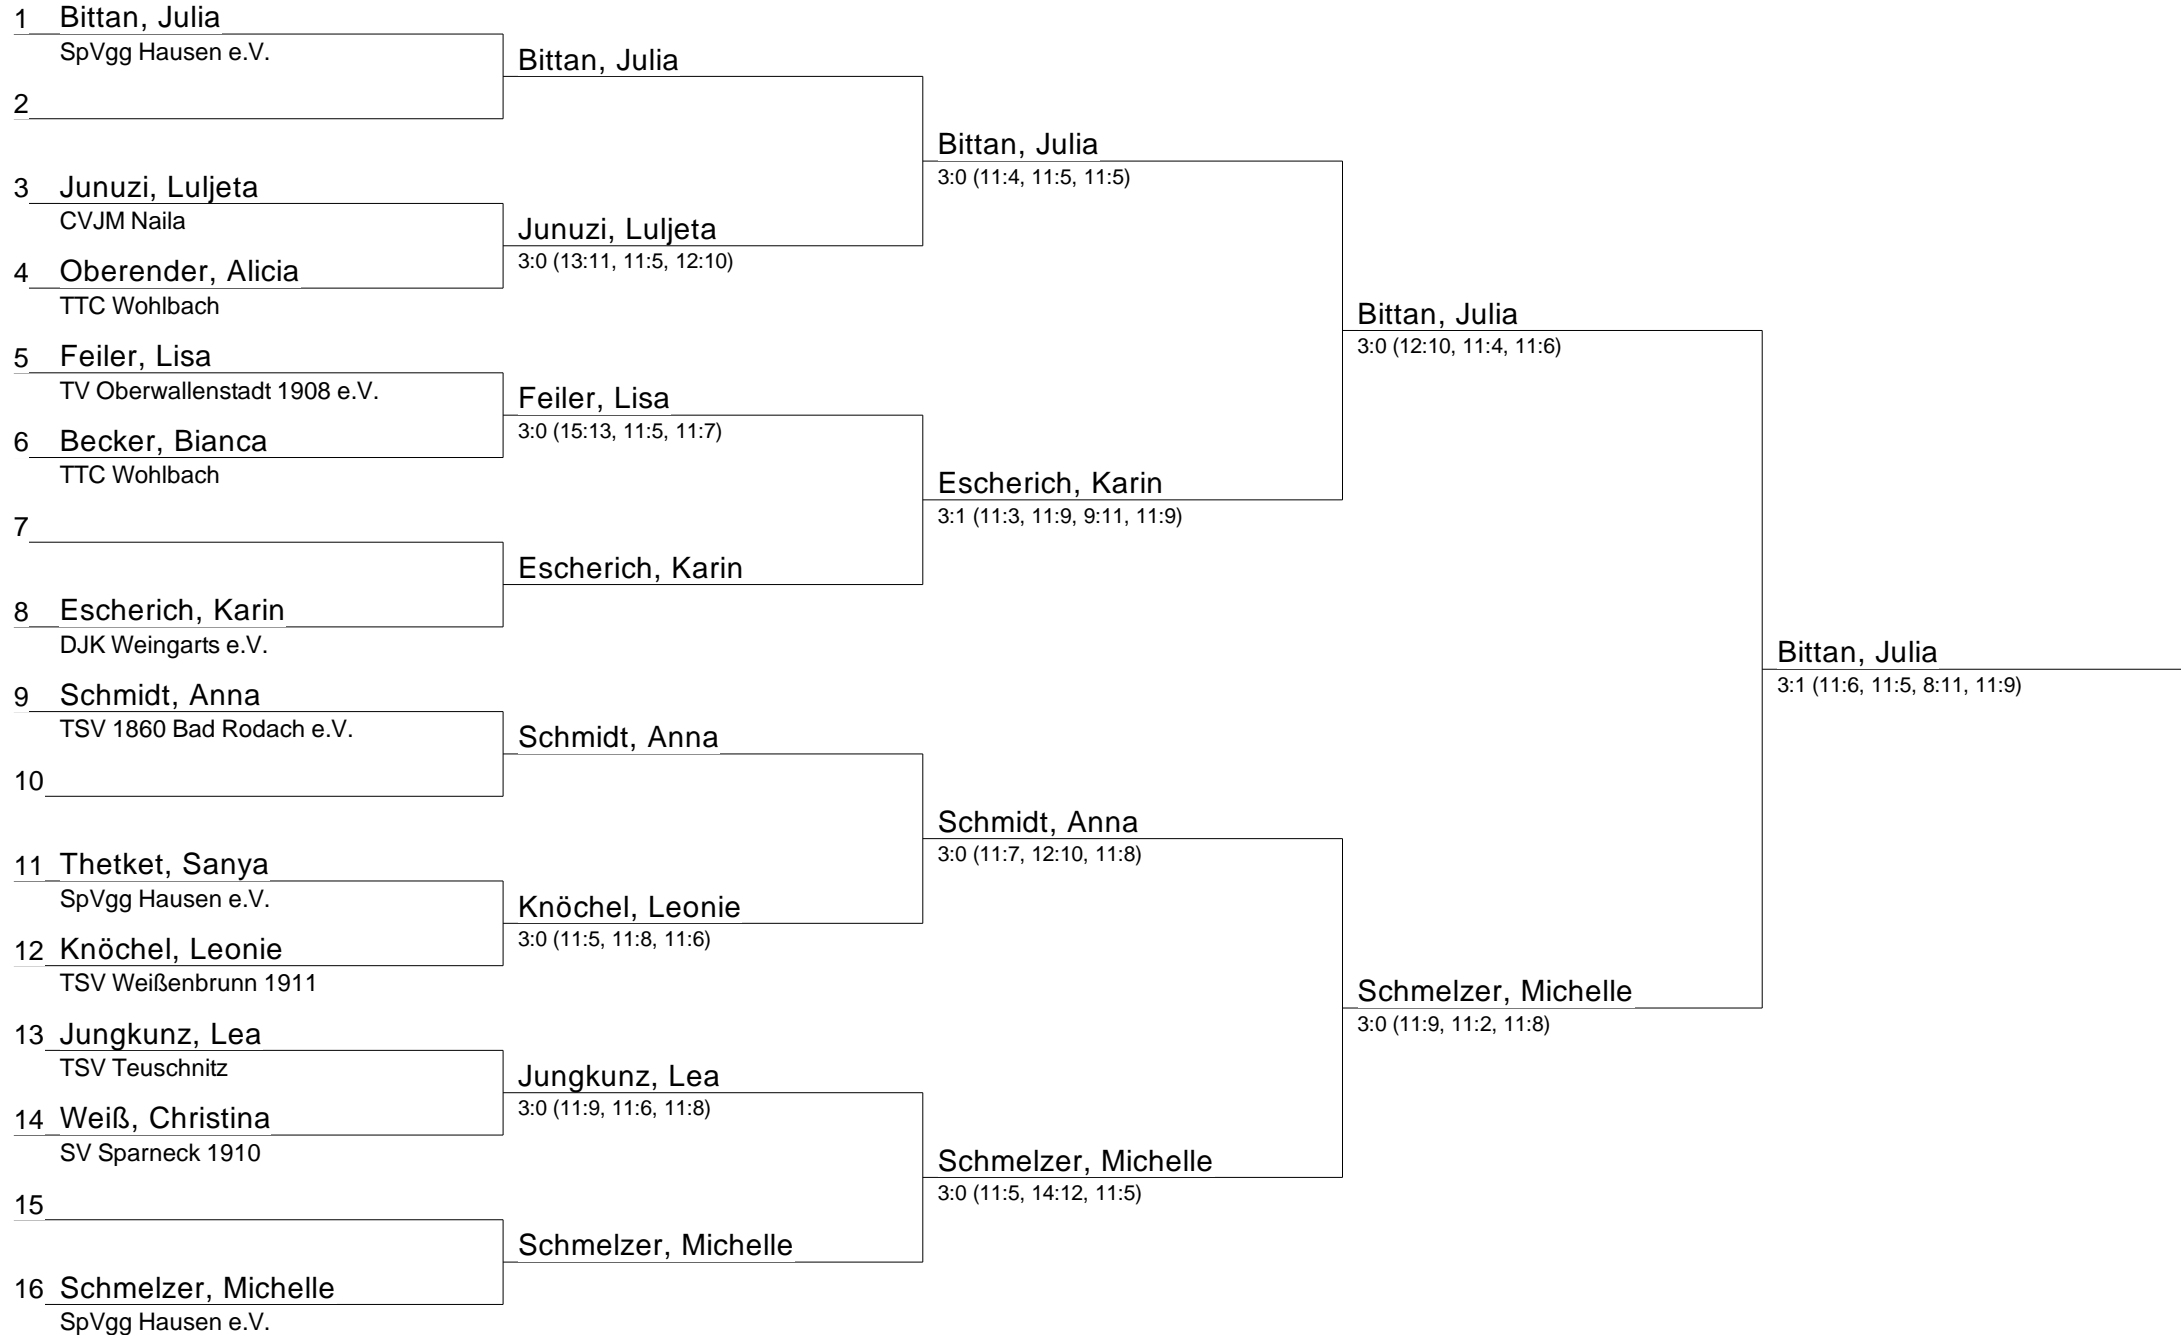 1 Bittan, Julia
SpVgg Hausen e.V.
2
3 Junuzi, Luljeta
CVJM Naila
4 Oberender, Alicia
TTC Wohlbach
5 Feiler, Lisa
TV Oberwallenstadt 1908 e.V.
6 Becker, Bianca
TTC Wohlbach
7
8 Escherich, Karin
DJK Weingarts e.V.
9 Schmidt, Anna
TSV 1860 Bad Rodach e.V.
10
11 Thetket, Sanya
SpVgg Hausen e.V.
12 Knöchel, Leonie
TSV Weißenbrunn 1911
13 Jungkunz, Lea
TSV Teuschnitz
14 Weiß, Christina
SV Sparneck 1910
15
16 Schmelzer, Michelle
SpVgg Hausen e.V.
Bittan, Julia
Junuzi, Luljeta
3:0 (13:11, 11:5, 12:10)
Feiler, Lisa
3:0 (15:13, 11:5, 11:7)
Escherich, Karin
Schmidt, Anna
Knöchel, Leonie
3:0 (11:5, 11:8, 11:6)
Jungkunz, Lea
3:0 (11:9, 11:6, 11:8)
Schmelzer, Michelle
Bittan, Julia
3:0 (11:4, 11:5, 11:5)
Escherich, Karin
3:1 (11:3, 11:9, 9:11, 11:9)
Schmidt, Anna
3:0 (11:7, 12:10, 11:8)
Schmelzer, Michelle
3:0 (11:5, 14:12, 11:5)
Bittan, Julia
3:0 (12:10, 11:4, 11:6)
Schmelzer, Michelle
3:0 (11:9, 11:2, 11:8)
Bittan, Julia
3:1 (11:6, 11:5, 8:11, 11:9)